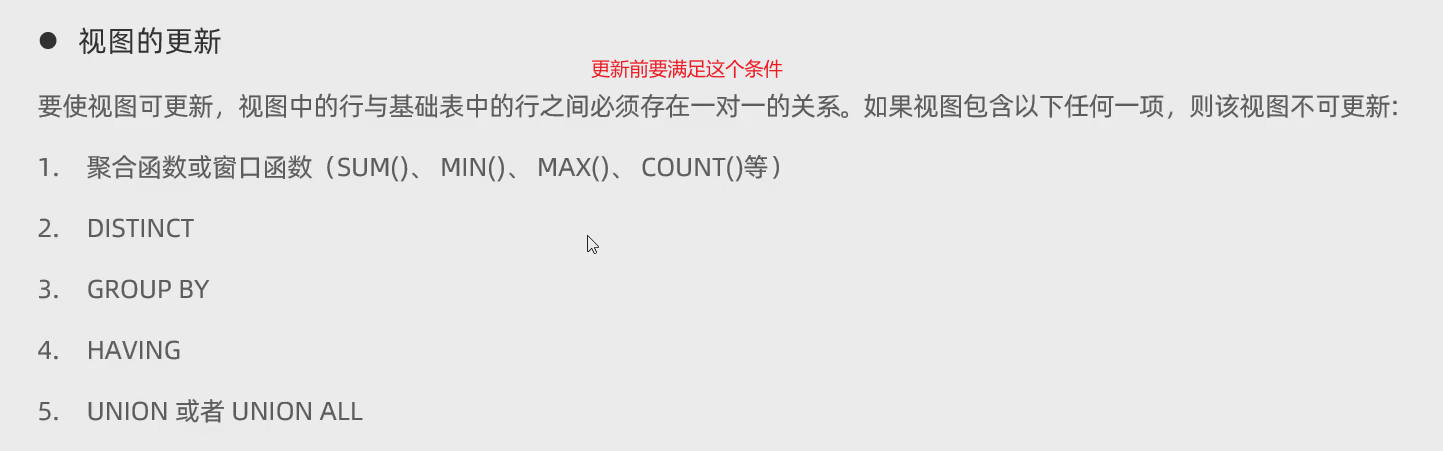 ● 视图的更新
更新前要满足这个条件
要使视图可更新，视图中的行与基础表中的行之间必须存在一对一的关系。如果视图包含以下任何一项，则该视图不可更新：
1. 聚合函数或窗口函数（SUM()、 MIN()、 MAX()、 COUNT()等）
2. DISTINCT
3. GROUP BY
4. HAVING
5. UNION 或者 UNION ALL